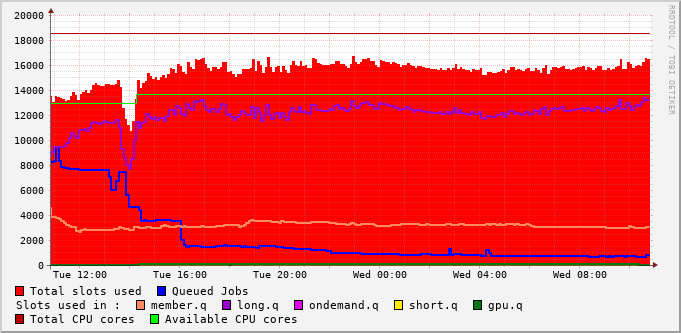 20000
18000
16000
14000
12000
10000
8000
6000
4000
2000
0
Tue 12:00 Tue 16:00 Tue 20:00 Wed 00:00 Wed 04:00 Wed 08:00
RRDTOOL / TOBI OETIKER
Total slots used Queued Jobs
Slots used in : member.q long.q ondemand.q short.q gpu.q
Total CPU cores Available CPU cores